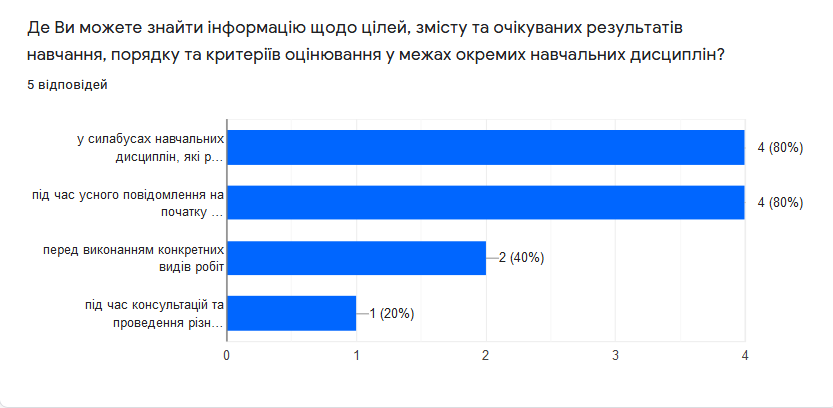 Де Ви можете знайти інформацію щодо цілей, змісту та очікуваних результатів
навчання, порядку та критеріїв оцінювання у межах окремих навчальних дисциплін?
5 відповідей
у силабусах навчальних
дисциплін, які р...
4 (80%)
під час усного повідомлення на
початку ...
4 (80%)
перед виконанням конкретних
видів робіт
2 (40%)
під час консультацій та
проведення різн...
1 (20%)
0 1 2 3 4